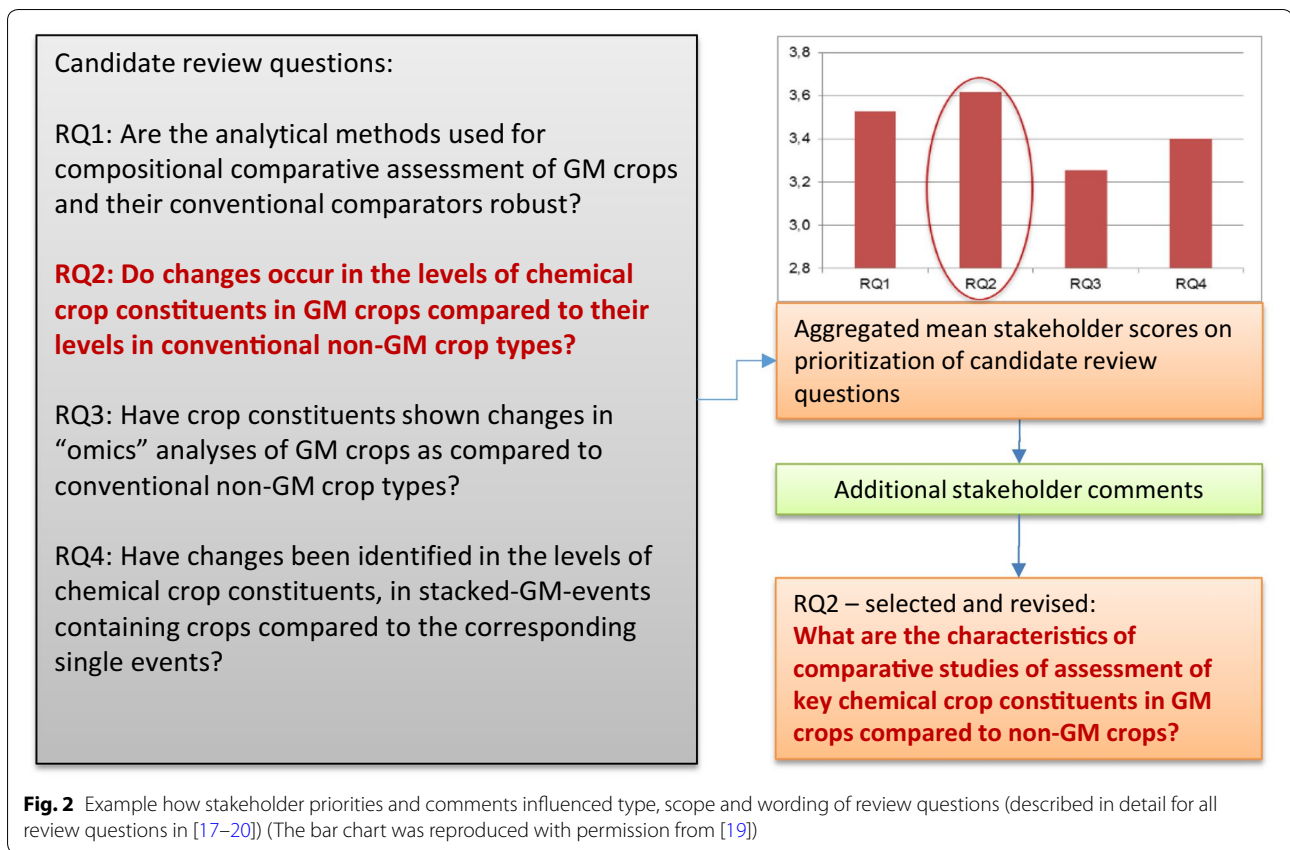 Candidate review questions:
RQ1: Are the analytical methods used for
compositional comparative assessment of GM crops
and their conventional comparators robust?
RQ2: Do changes occur in the levels of chemical
crop constituents in GM crops compared to their
levels in conventional non-GM crop types?
RQ3: Have crop constituents shown changes in
“omics” analyses of GM crops as compared to
conventional non-GM crop types?
RQ4: Have changes been identified in the levels of
chemical crop constituents, in stacked-GM-events
containing crops compared to the corresponding
single events?
3,8
3,6
3,4
3,2
3,0
2,8
RQ1 RQ2 RQ3 RQ4
Aggregated mean stakeholder scores on
prioritization of candidate review
questions
Additional stakeholder comments
RQ2 – selected and revised:
What are the characteristics of
comparative studies of assessment of
key chemical crop constituents in GM
crops compared to non-GM crops?
Fig. 2 Example how stakeholder priorities and comments influenced type, scope and wording of review questions (described in detail for all
review questions in [17–20]) (The bar chart was reproduced with permission from [19])